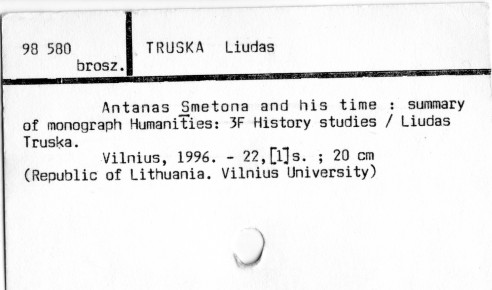 98 580
brosz.
TRUSKA Liudas
Antanas Smetona and his time : summary
of monograph Humanities: 3F History studies / Liudas
Truska.
Vilnius, 1996. - 22,[1]s. ; 20 cm
(Republic of Lithuania. Vilnius University)